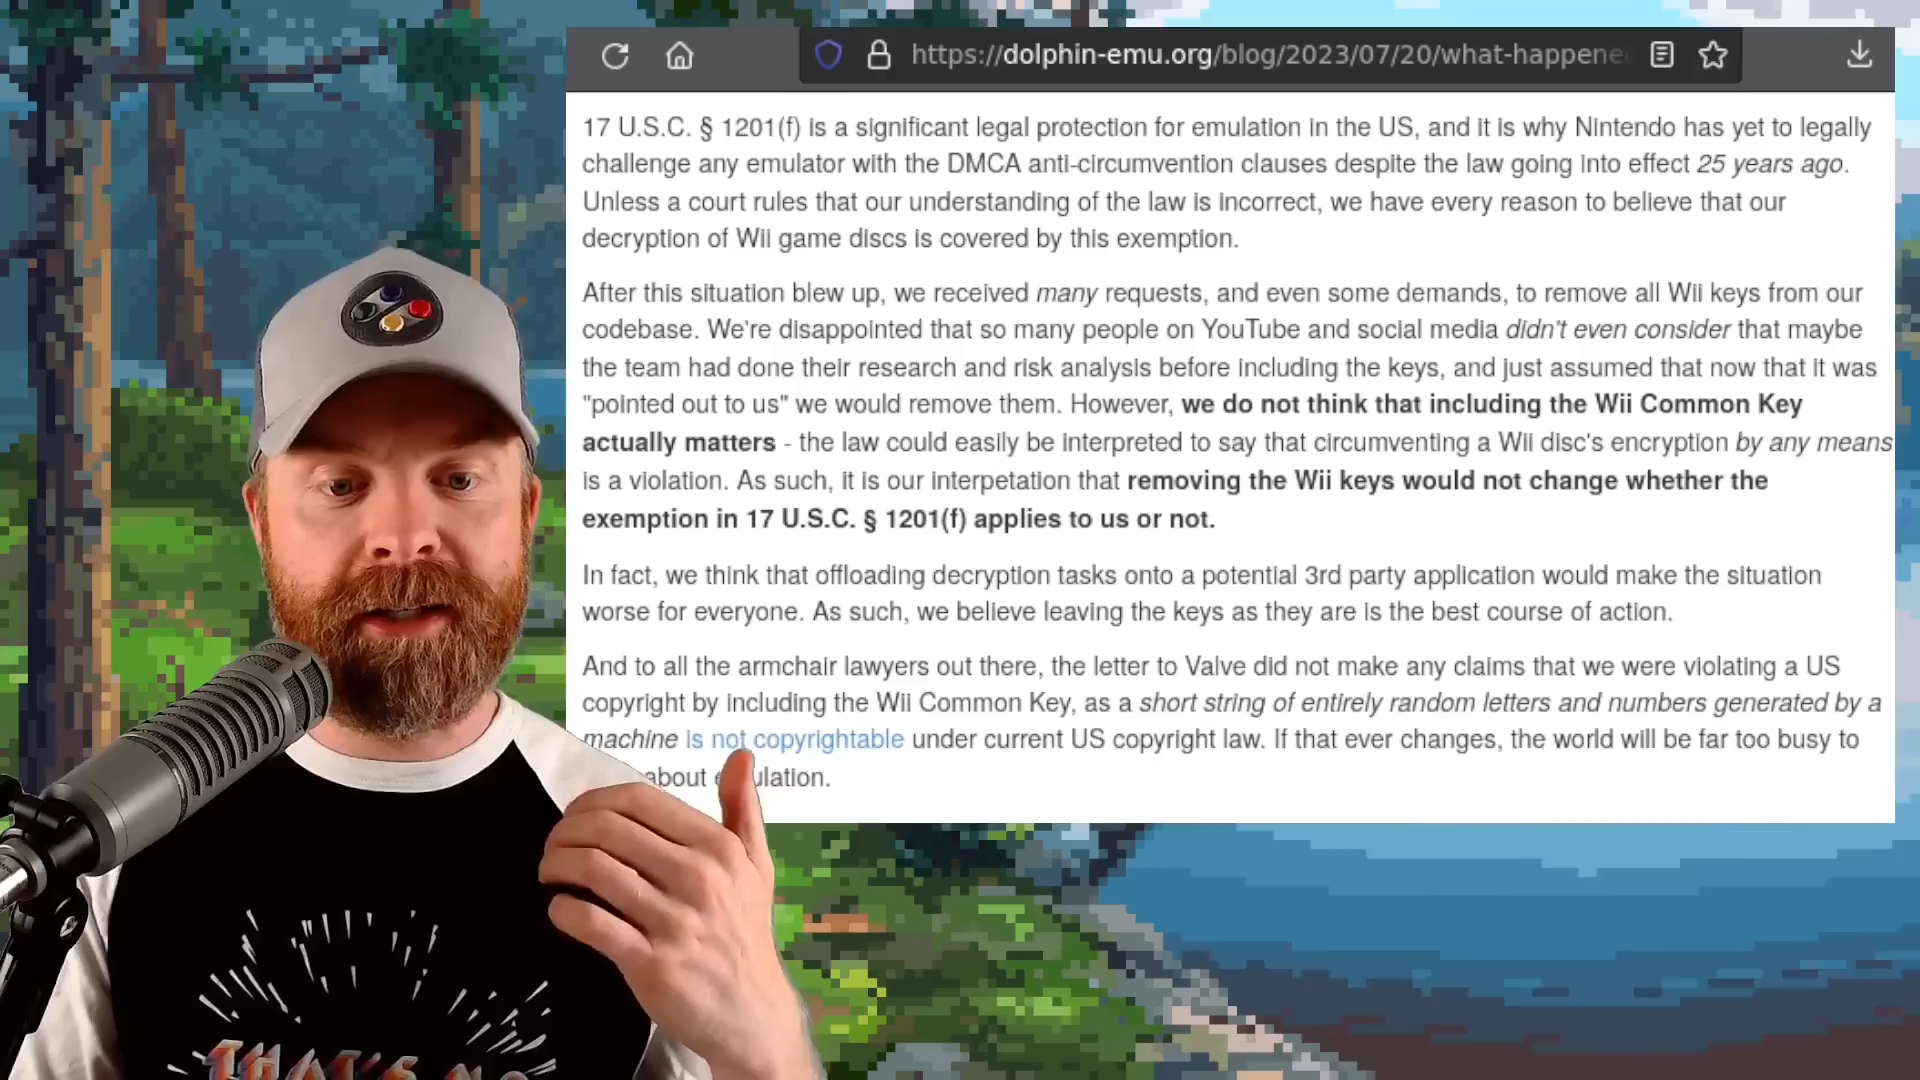 https://dolphin-emu.org/blog/2023/07/20/what-happene
17 U.S.C. § 1201(f) is a significant legal protection for emulation in the US, and it is why Nintendo has yet to legally
challenge any emulator with the DMCA anti-circumvention clauses despite the law going into effect 25 years ago.
Unless a court rules that our understanding of the law is incorrect, we have every reason to believe that our
decryption of Wii game discs is covered by this exemption.
After this situation blew up, we received many requests, and even some demands, to remove all Wii keys from our
codebase. We're disappointed that so many people on YouTube and social media didn't even consider that maybe
the team had done their research and risk analysis before including the keys, and just assumed that now that it was
"pointed out to us" we would remove them. However, we do not think that including the Wii Common Key
actually matters - the law could easily be interpreted to say that circumventing a Wii disc's encryption by any means
is a violation. As such, it is our interpetation that removing the Wii keys would not change whether the
exemption in 17 U.S.C. § 1201(f) applies to us or not.
In fact, we think that offloading decryption tasks onto a potential 3rd party application would make the situation
worse for everyone. As such, we believe leaving the keys as they are is the best course of action.
And to all the armchair lawyers out there, the letter to Valve did not make any claims that we were violating a US
copyright by including the Wii Common Key, as a short string of entirely random letters and numbers generated by a
machine is not copyrightable under current US copyright law. If that ever changes, the world will be far too busy to
about
THAT'S NO